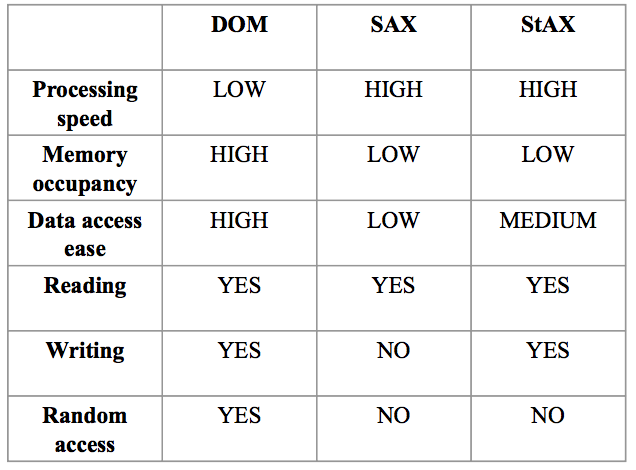 DOM SAX StAX
Processing speed LOW HIGH HIGH
Memory occupancy HIGH LOW LOW
Data access ease HIGH LOW MEDIUM
Reading YES YES YES
Writing YES NO YES
Random access YES NO NO